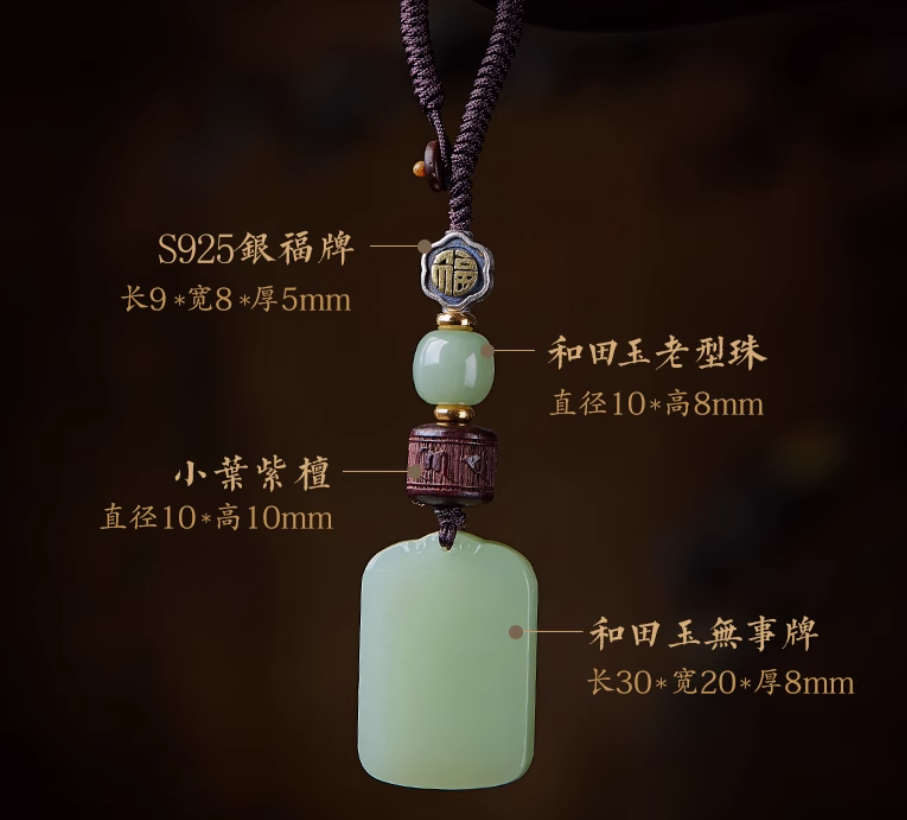 S925銀福牌
长9*宽8*厚5mm
福
和田玉老型珠
直径10*高8mm
小葉紫檀
直径10*高10mm
和田玉無事牌
长30*宽20*厚8mm